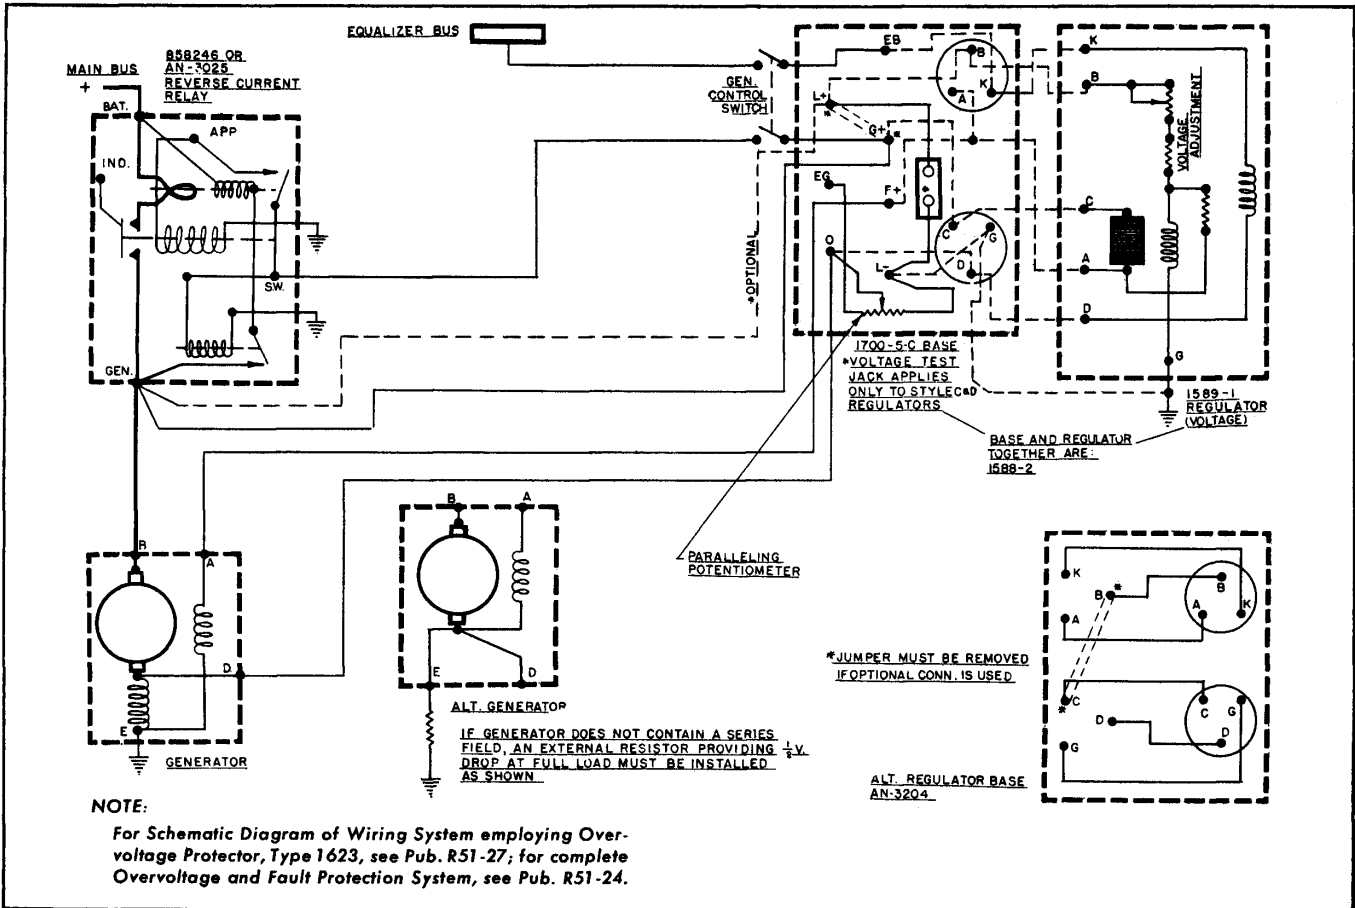 EQUALIZER BUS
858246 OR
AN-3025
REVERSE CURRENT
RELAY
MAIN BUS
+
BAT.
APP
IND.
S.W.
GEN.
GEN.
CONTROL
SWITCH
*OPTIONAL
EB
B
K
A
L+
*
G+
*
EG
F+
C
G
D
O
L-
1700-5-C BASE
*VOLTAGE TEST
JACK APPLIES
ONLY TO STYLE C&D
REGULATORS
K
B
VOLTAGE
ADJUSTMENT
C
A
D
G
1589-1
REGULATOR
(VOLTAGE)
BASE AND REGULATOR
TOGETHER ARE:
1588-2
PARALLELING
POTENTIOMETER
B
A
D
E
GENERATOR
B
A
E
D
ALT. GENERATOR
IF GENERATOR DOES NOT CONTAIN A SERIES
FIELD, AN EXTERNAL RESISTOR PROVIDING 1/2 V.
DROP AT FULL LOAD MUST BE INSTALLED
AS SHOWN
*JUMPER MUST BE REMOVED
IF OPTIONAL CONN. IS USED
K
B
*
B
A
K
A
C
*
C
G
D
D
G
ALT. REGULATOR BASE
AN-3204
NOTE:
For Schematic Diagram of Wiring System employing Over-
voltage Protector, Type 1623, see Pub. R51-27; for complete
Overvoltage and Fault Protection System, see Pub. R51-24.